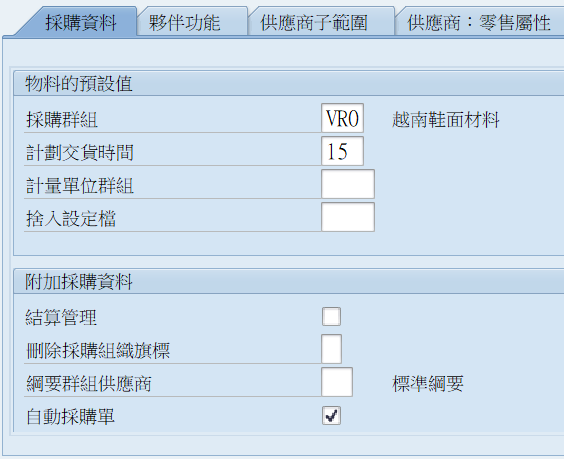 採購資料 夥伴功能 供應商子範圍 供應商：零售屬性
物料的預設值
採購群組 VRO 越南鞋面材料
計劃交貨時間 15
計量單位群組
捨入設定檔
附加採購資料
結算管理
刪除採購組織旗標
綱要群組供應商 標準綱要
自動採購單